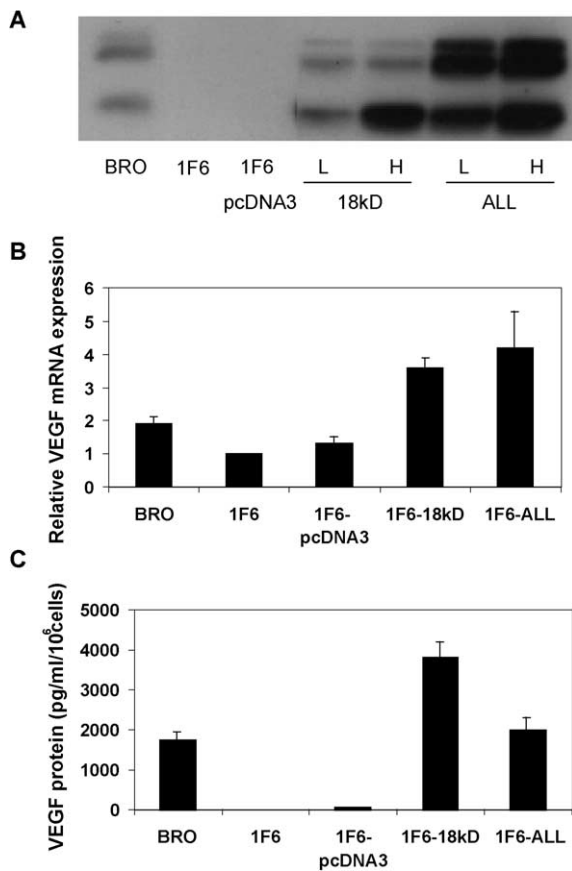 A
BRO 1F6 1F6 L H L H
pcDNA3 18kD ALL
B
Relative VEGF mRNA expression
6
5
4
3
2
1
0
BRO 1F6 1F6- 1F6-18kD 1F6-ALL
pcDNA3
C
VEGF protein (pg/ml/10⁶cells)
5000
4000
3000
2000
1000
0
BRO 1F6 1F6- 1F6-18kD 1F6-ALL
pcDNA3